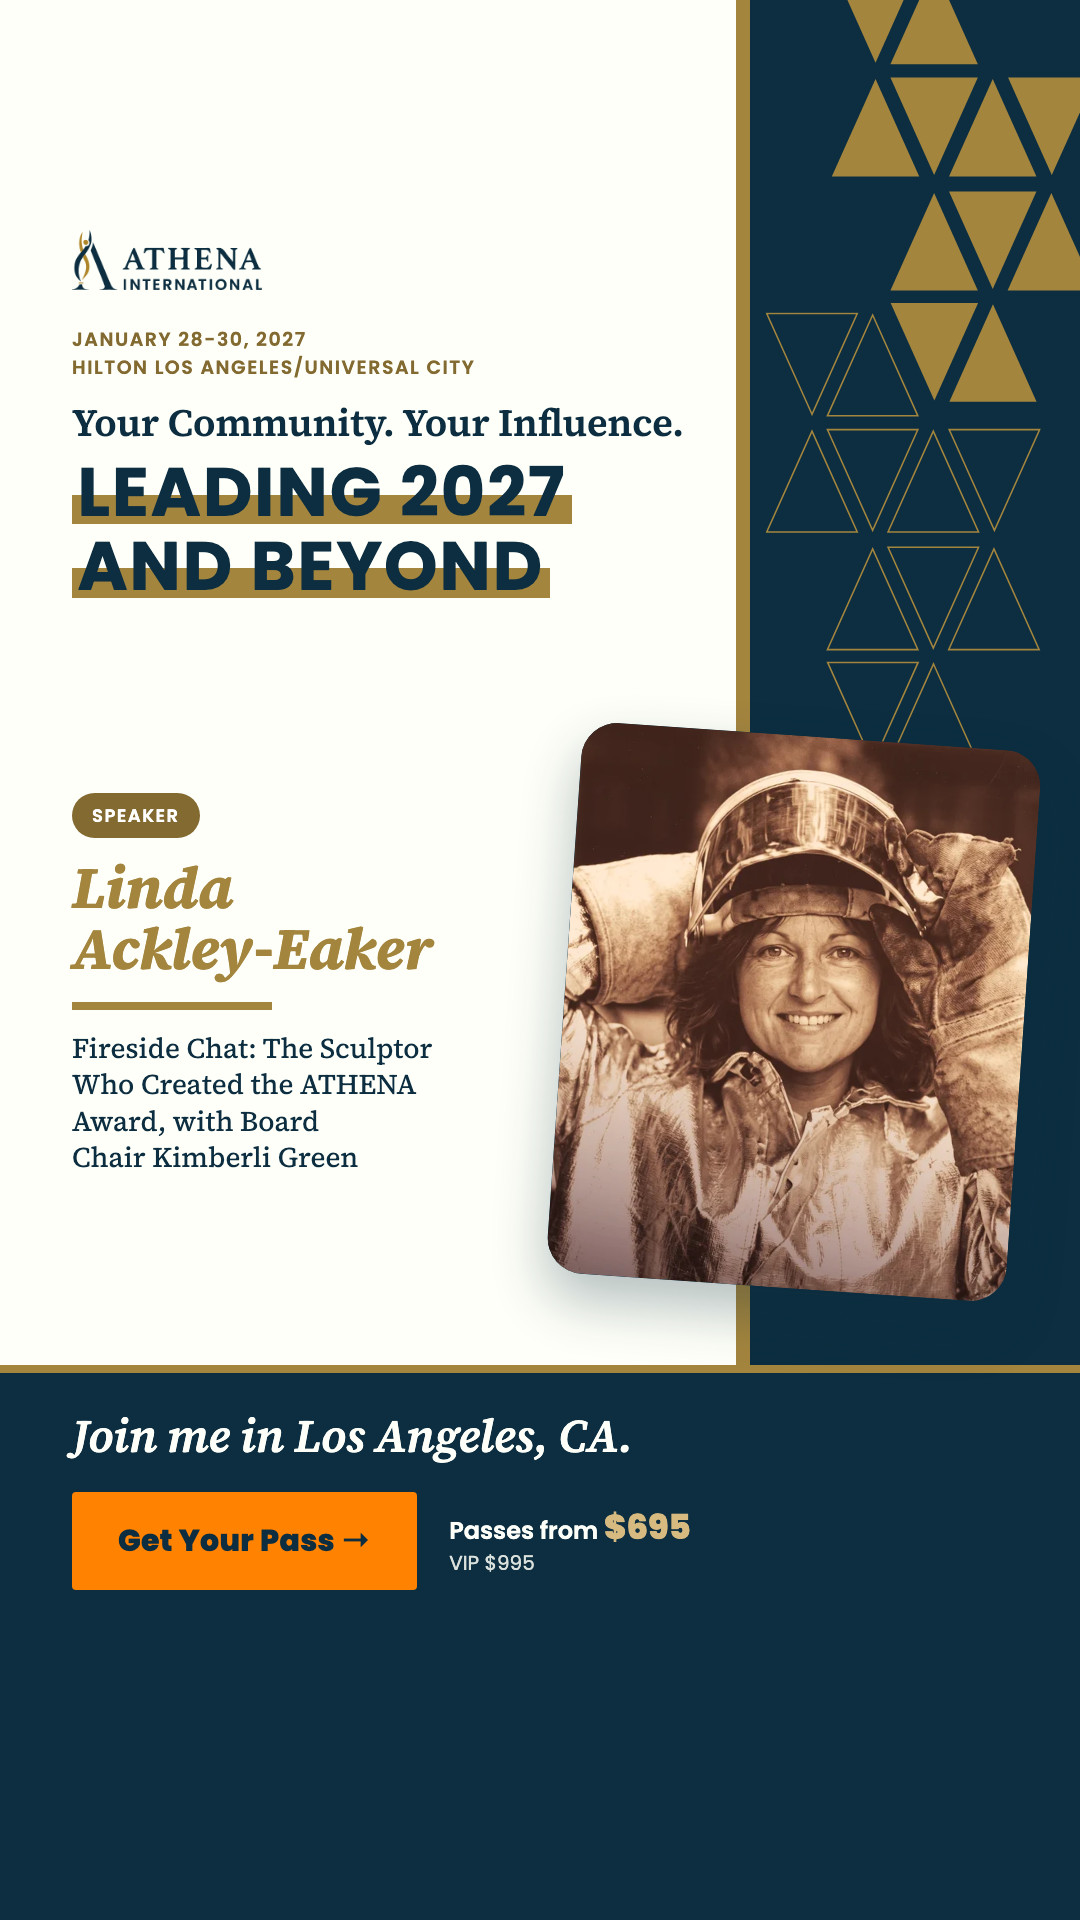 ATHENA
INTERNATIONAL
JANUARY 28-30, 2027
HILTON LOS ANGELES/UNIVERSAL CITY
Your Community. Your Influence.
LEADING 2027
AND BEYOND
SPEAKER
Linda
Ackley-Eaker
Fireside Chat: The Sculptor
Who Created the ATHENA
Award, with Board
Chair Kimberli Green
Join me in Los Angeles, CA.
Get Your Pass →
Passes from $695
VIP $995